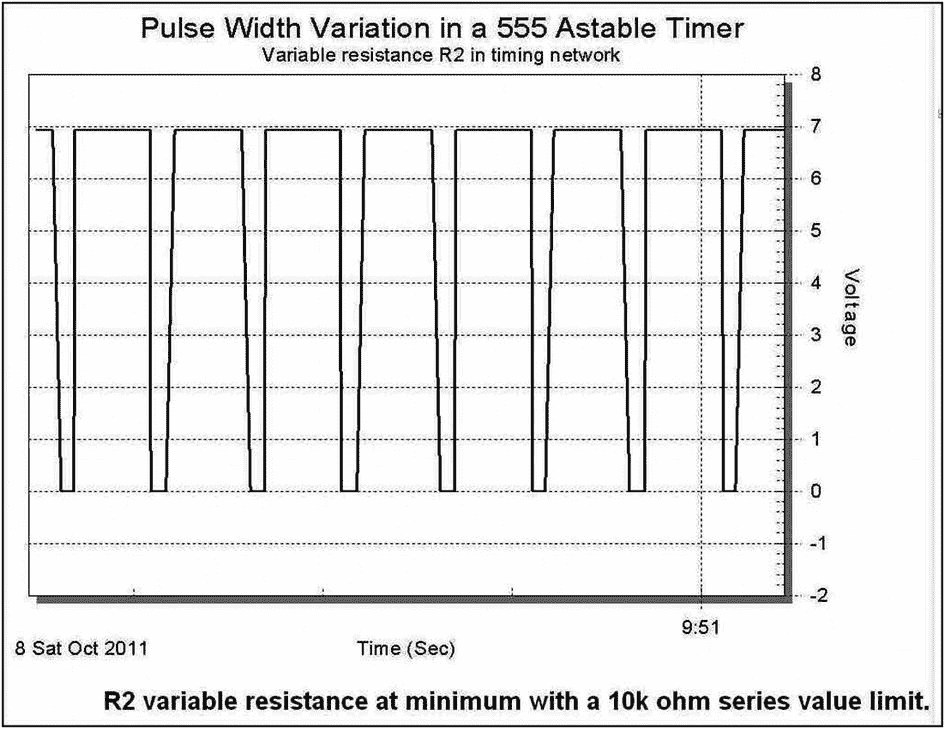 Pulse Width Variation in a 555 Astable Timer
Variable resistance R2 in timing network
8
7
6
5
4
3
2
1
0
-1
-2
Voltage
9:51
8 Sat Oct 2011 Time (Sec)
R2 variable resistance at minimum with a 10k ohm series value limit.